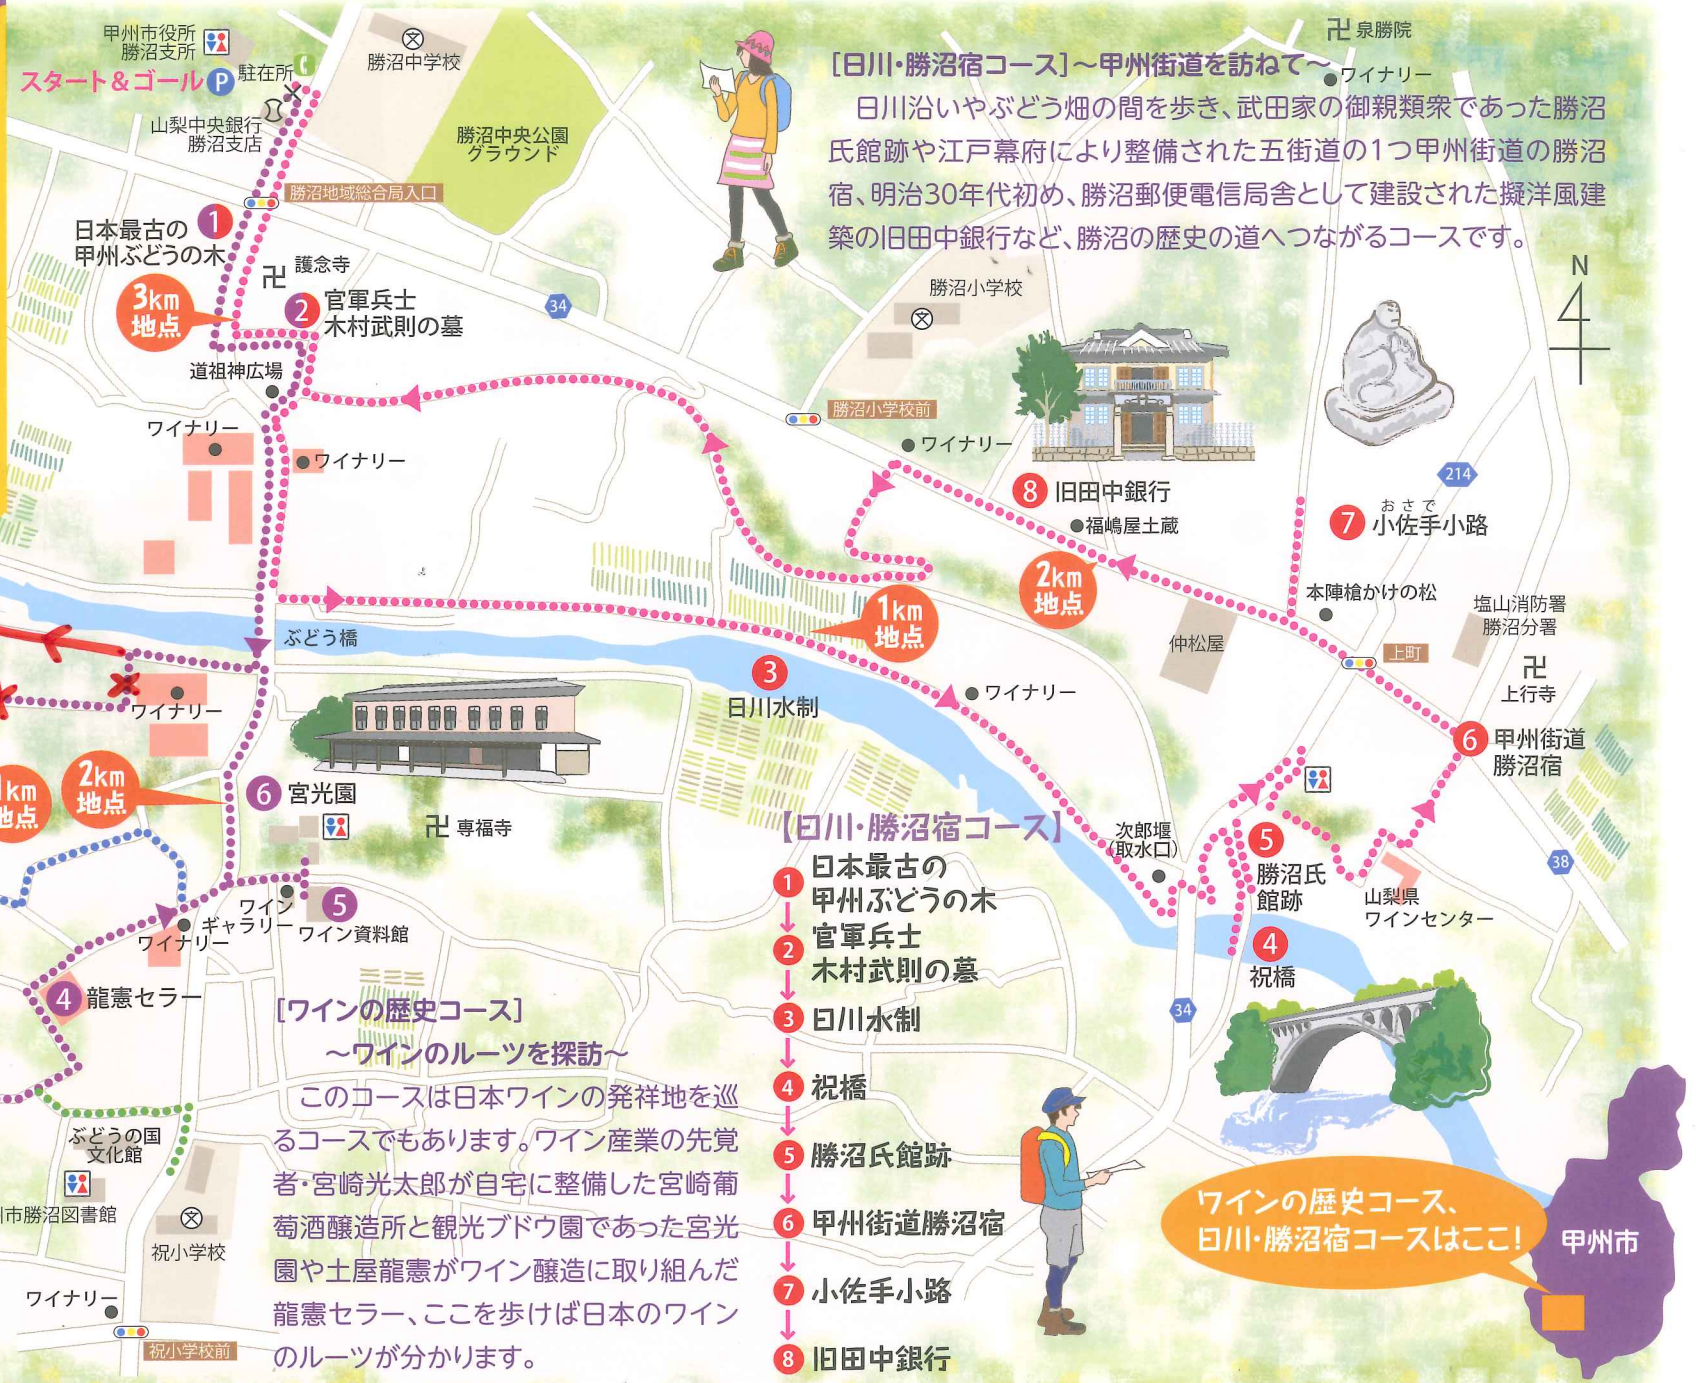 甲州市役所
勝沼支所
スタート＆ゴール P
駐在所
山梨中央銀行
勝沼支店
文
勝沼中学校
勝沼中央公園
グラウンド
勝沼地域総合局入口
卍 泉勝院
ワイナリー
[日川・勝沼宿コース]～甲州街道を訪ねて～
日川沿いやぶどう畑の間を歩き、武田家の御親類衆であった勝沼
氏館跡や江戸幕府により整備された五街道の1つ甲州街道の勝沼
宿、明治30年代初め、勝沼郵便電信局舎として建設された擬洋風建
築の旧田中銀行など、勝沼の歴史の道へつながるコースです。
N
1
日本最古の
甲州ぶどうの木
3km
地点
卍 護念寺
2 官軍兵士
木村武則の墓
34
道祖神広場
ワイナリー
ワイナリー
勝沼小学校
文
勝沼小学校前
ワイナリー
8 旧田中銀行
福嶋屋土蔵
2km
地点
214
おさで
7 小佐手小路
本陣槍かけの松
塩山消防署
勝沼分署
仲松屋
上町
卍
上行寺
1km
地点
ぶどう橋
3
日川水制
ワイナリー
6 甲州街道
勝沼宿
ワイナリー
1km
地点
2km
地点
6 宮光園
卍 専福寺
次郎堰
(取水口)
5
勝沼氏
館跡
4
祝橋
山梨県
ワインセンター
38
34
ワイン
ギャラリー
5
ワイン資料館
ワイナリー
4 龍憲セラー
ぶどうの国
文化館
市勝沼図書館
文
祝小学校
ワイナリー
祝小学校前
[ワインの歴史コース]
～ワインのルーツを探訪～
このコースは日本ワインの発祥地を巡
るコースでもあります。ワイン産業の先覚
者・宮崎光太郎が自宅に整備した宮崎葡
萄酒醸造所と観光ブドウ園であった宮光
園や土屋龍憲がワイン醸造に取り組んだ
龍憲セラー、ここを歩けば日本のワイン
のルーツが分かります。
【日川・勝沼宿コース】
1 日本最古の
甲州ぶどうの木
2 官軍兵士
木村武則の墓
3 日川水制
4 祝橋
5 勝沼氏館跡
6 甲州街道勝沼宿
7 小佐手小路
8 旧田中銀行
ワインの歴史コース、
日川・勝沼宿コースはここ!
甲州市